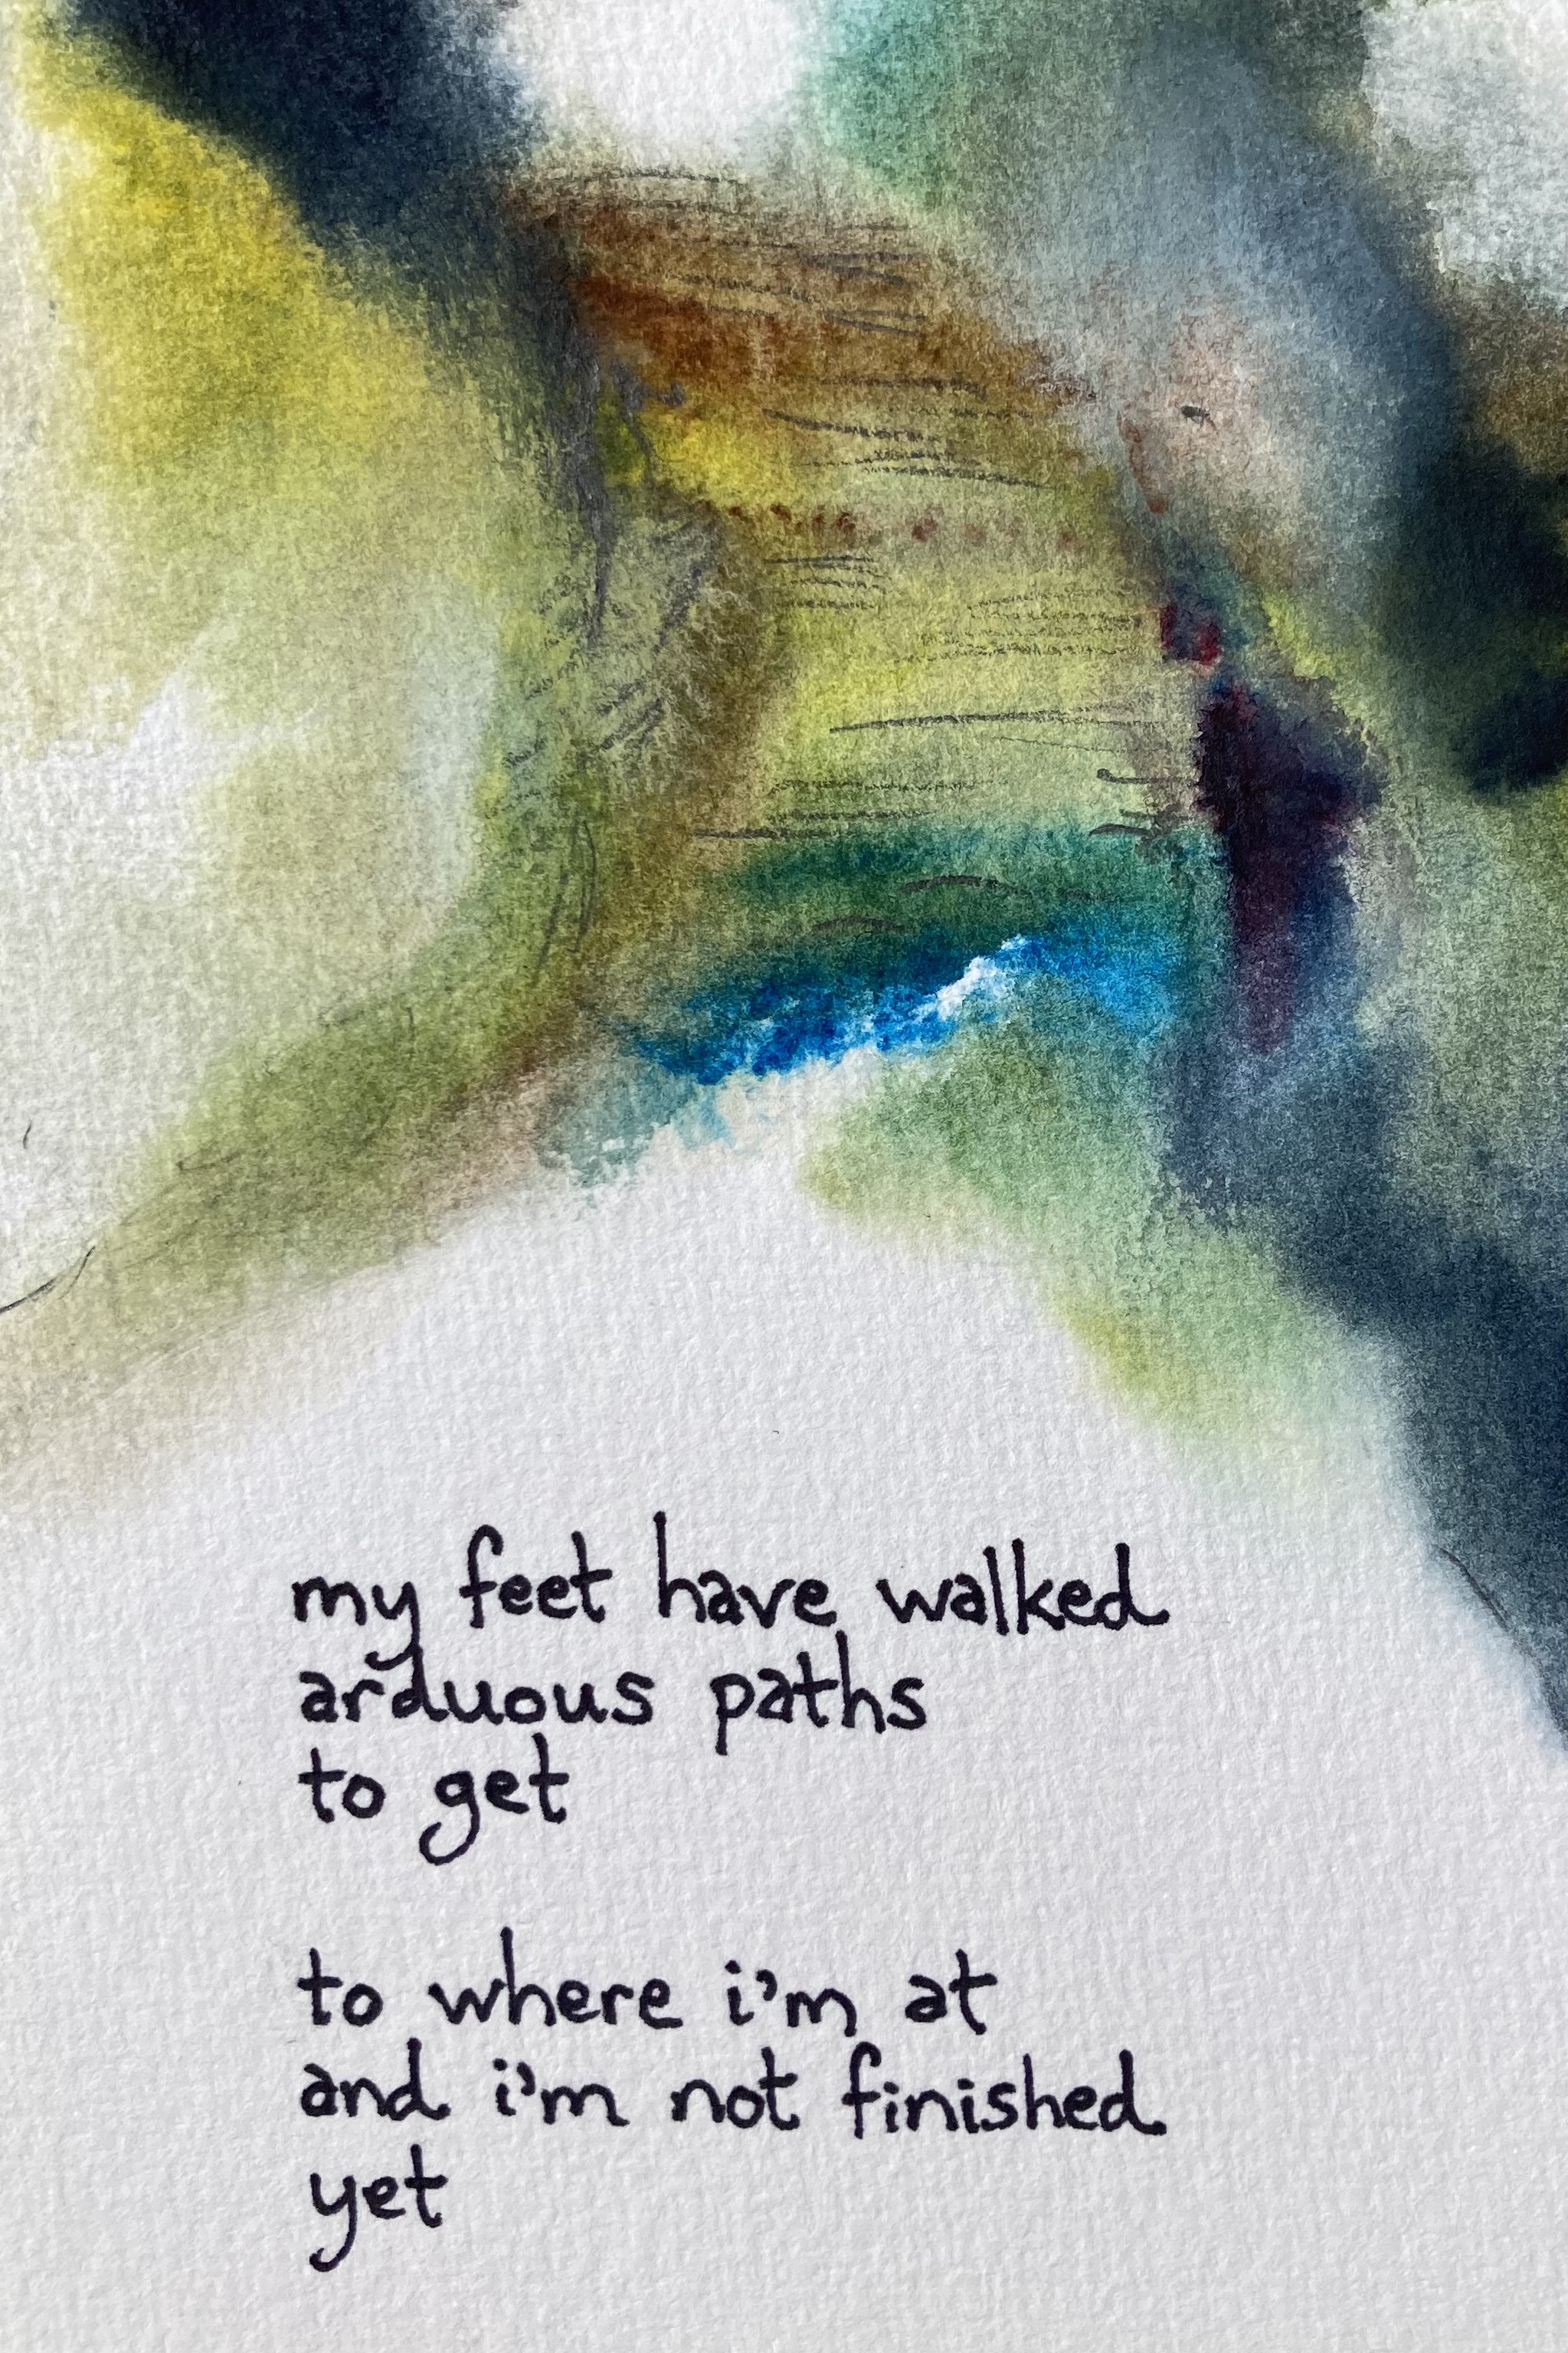 my feet have walked
arduous paths
to get
to where i'm at
and i'm not finished
yet